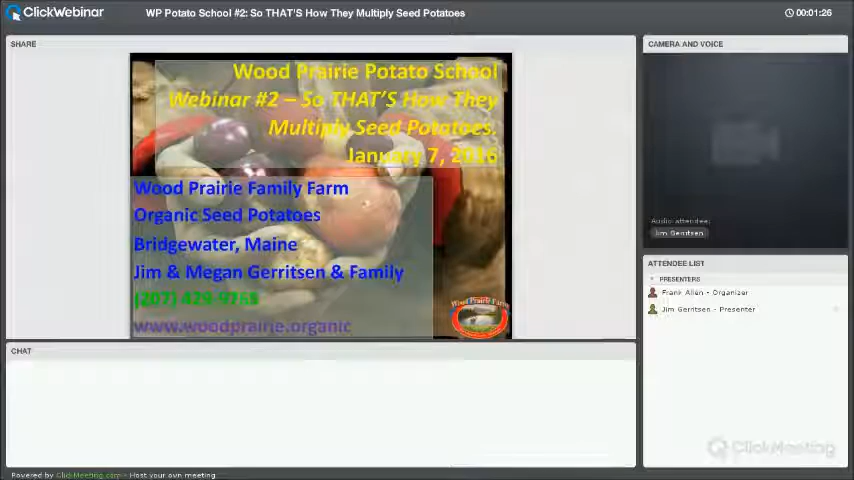 ClickWebinar
WP Potato School #2: So THAT'S How They Multiply Seed Potatoes
00:01:26
SHARE
Wood Prairie Potato School
Webinar #2 – So THAT'S How They
Multiply Seed Potatoes.
January 7, 2016
Wood Prairie Family Farm
Organic Seed Potatoes
Bridgewater, Maine
Jim & Megan Gerritsen & Family
(207) 429-9765
www.woodprairie.organic
Wood Prairie Farm
CAMERA AND VOICE
Audio attendee:
Jim Gerritsen
ATTENDEE LIST
PRESENTERS
Frank Allen - Organizer
Jim Gerritsen - Presenter
CHAT
ClickMeeting
Powered by ClickMeeting.com - Host your own meeting